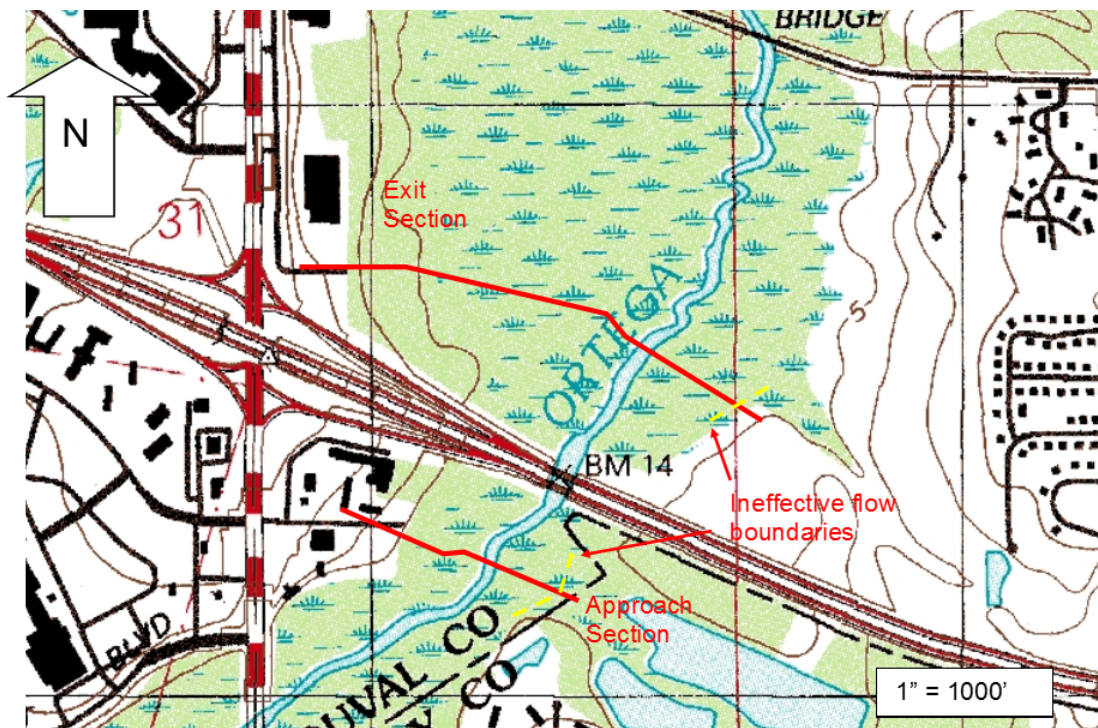 BRIDGE
N
31
Exit
Section
ORTEGA
5
BM 14
Ineffective flow
boundaries
Approach
Section
BLVD
DUVAL CO
CO
1” = 1000’